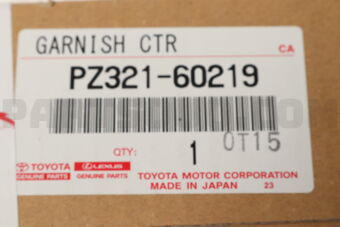 GARNISH CTR
CA
PZ321-60219
QTY: 1 0T15
TOYOTA LEXUS
GENUINE PARTS GENUINE PARTS
TOYOTA MOTOR CORPORATION
MADE IN JAPAN 23